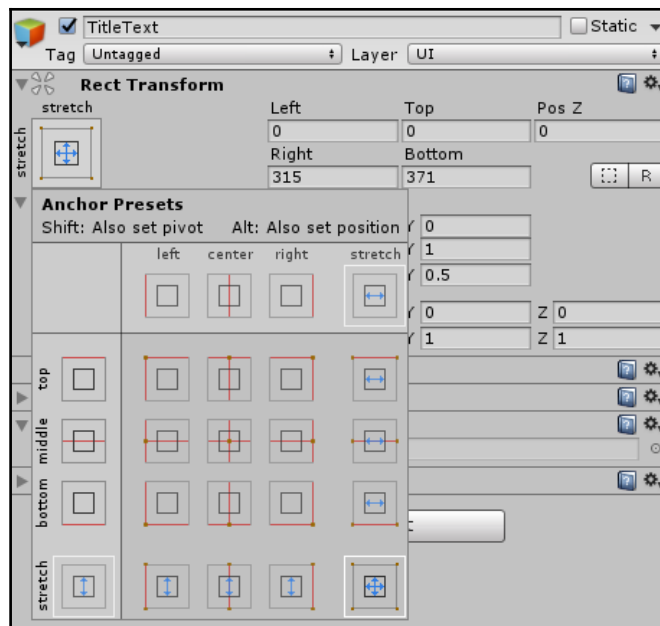 TitleText Static
Tag Untagged Layer UI
Rect Transform
stretch Left Top Pos Z
stretch
0 0 0
Right Bottom
315 371 R
Anchor Presets
Shift: Also set pivot Alt: Also set position
Y 0
left center right stretch
Y 1
Y 0.5
Y 0 Z 0
Y 1 Z 1
top
middle
bottom
stretch